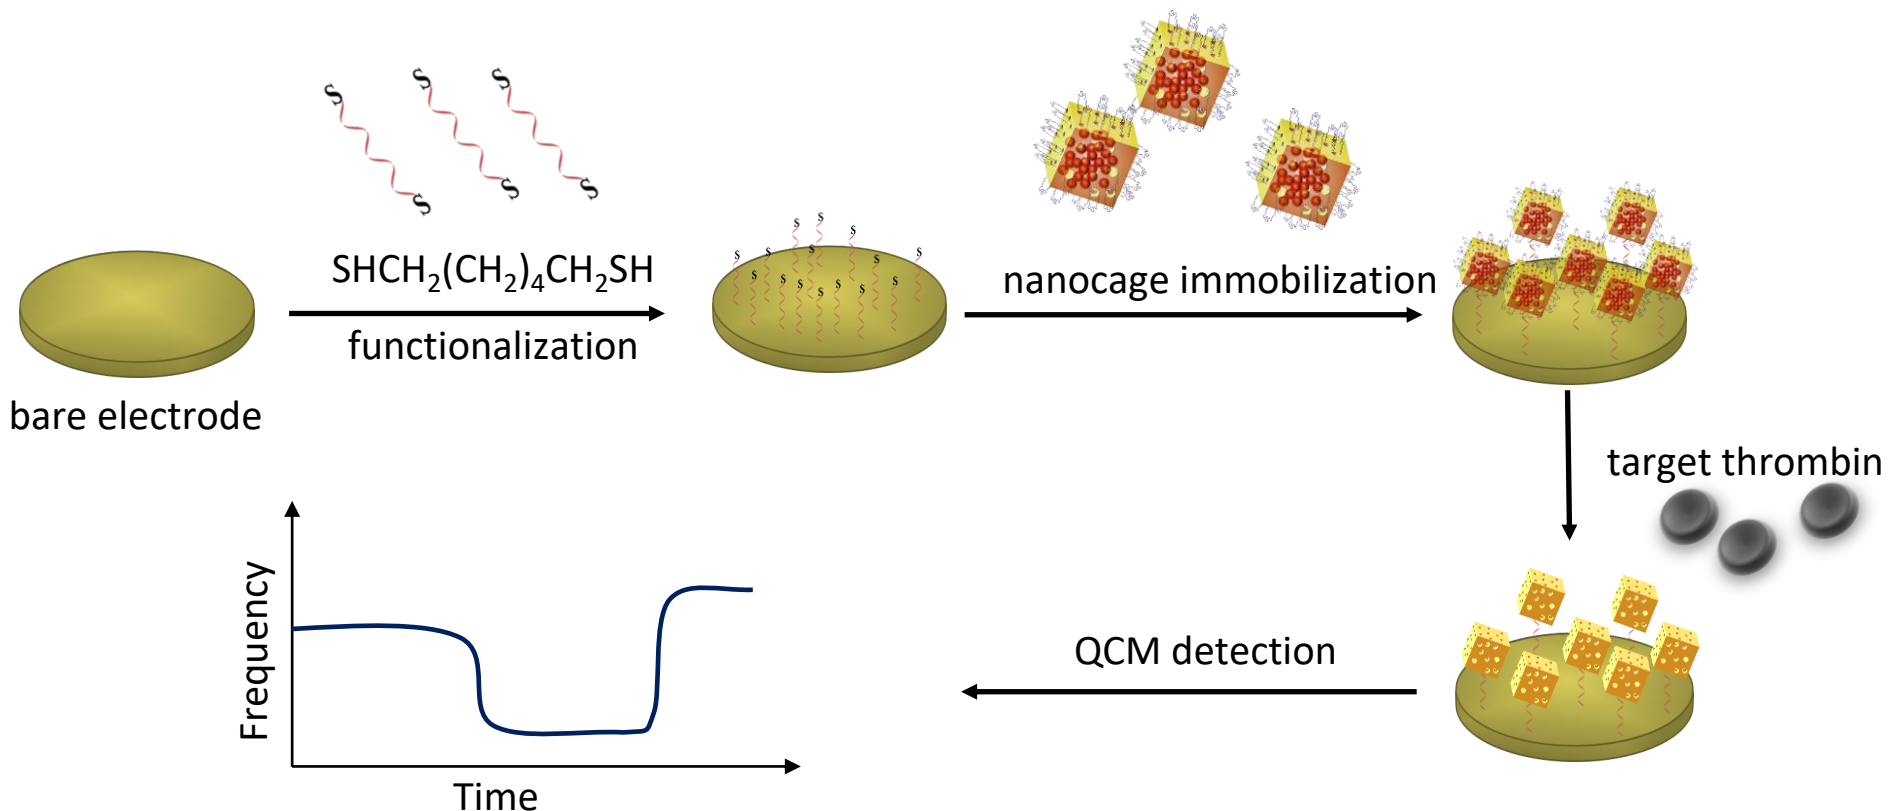 S S S
S S S
SHCH₂(CH₂)₄CH₂SH
functionalization
bare electrode
S S S S S S S S S S S S S S S S
nanocage immobilization
target thrombin
QCM detection
Frequency
Time